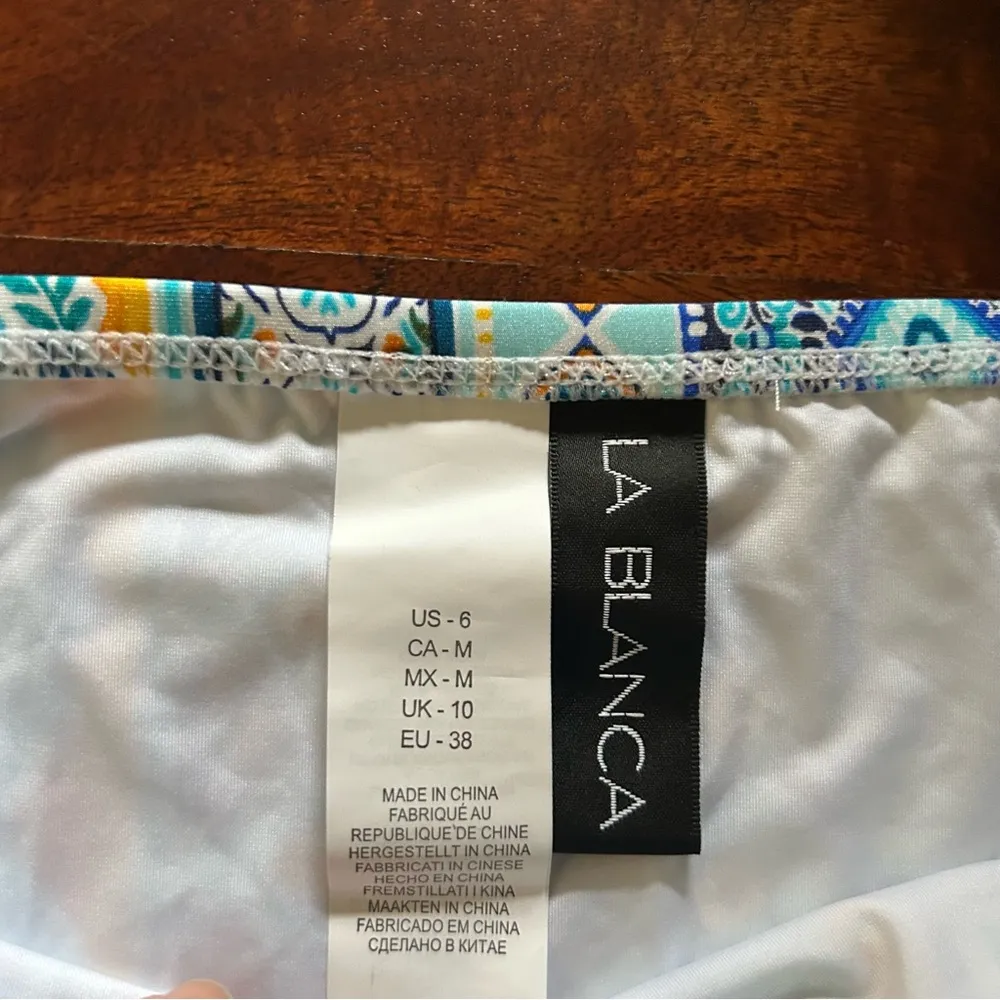 US - 6
CA - M
MX - M
UK - 10
EU - 38
MADE IN CHINA
FABRIQUÉ AU
REPUBLIQUE DE CHINE
HERGESTELLT IN CHINA
FABBRICATI IN CINESE
HECHO EN CHINA
FREMSTILLAT I KINA
MAAKTEN IN CHINA
FABRICADO EM CHINA
СДЕЛАНО В КИТАЕ
LA BLANCA